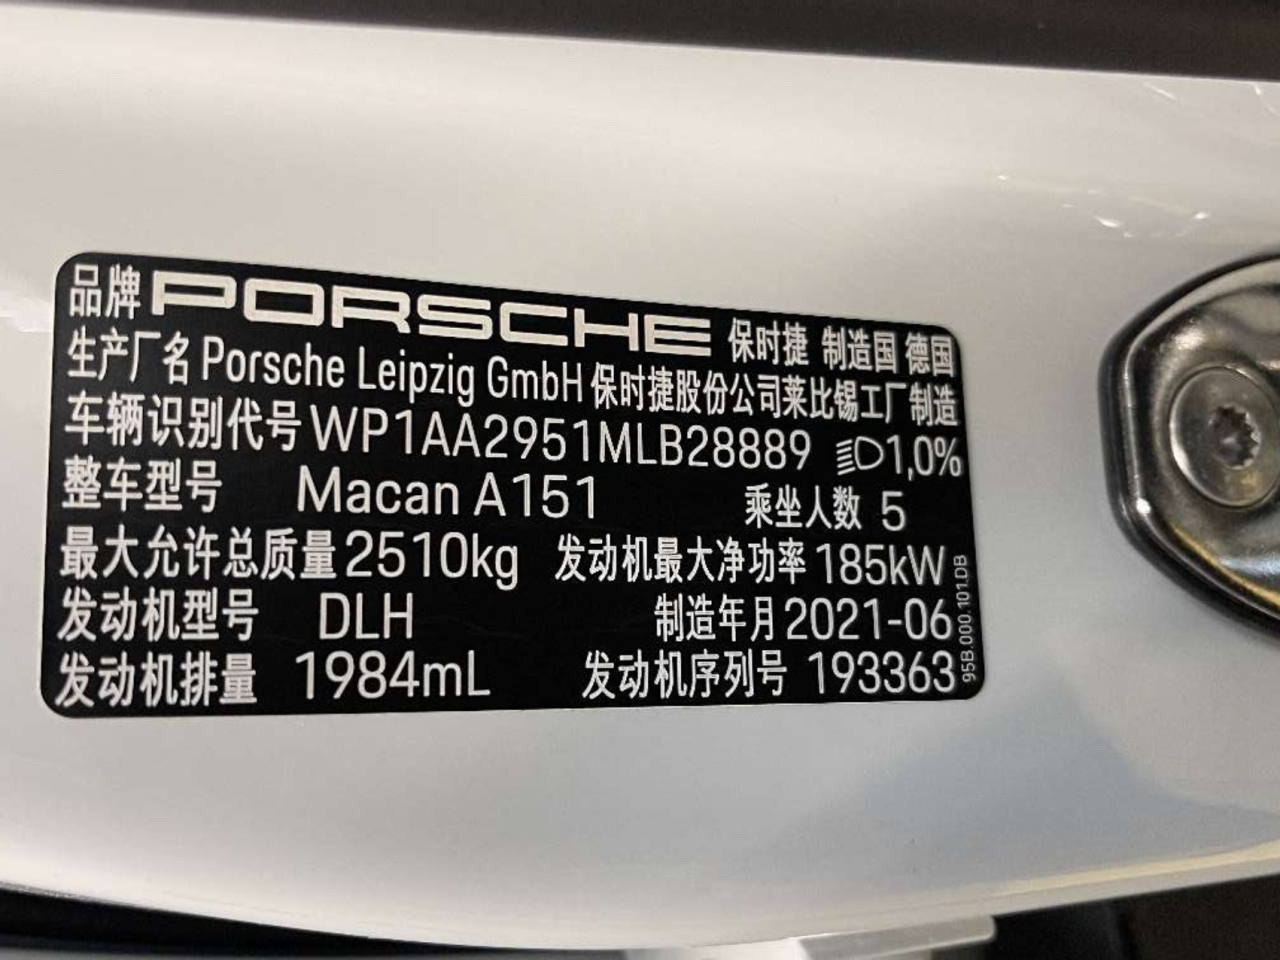 品牌 PORSCHE 保时捷 制造国 德国
生产厂名 Porsche Leipzig GmbH 保时捷股份公司莱比锡工厂制造
车辆识别代号 WP1AA2951MLB28889 1,0%
整车型号 Macan A151 乘坐人数 5
最大允许总质量 2510kg 发动机最大净功率 185kW
发动机型号 DLH 制造年月 2021-06
发动机排量 1984mL 发动机序列号 193363
95B.000.101.DB